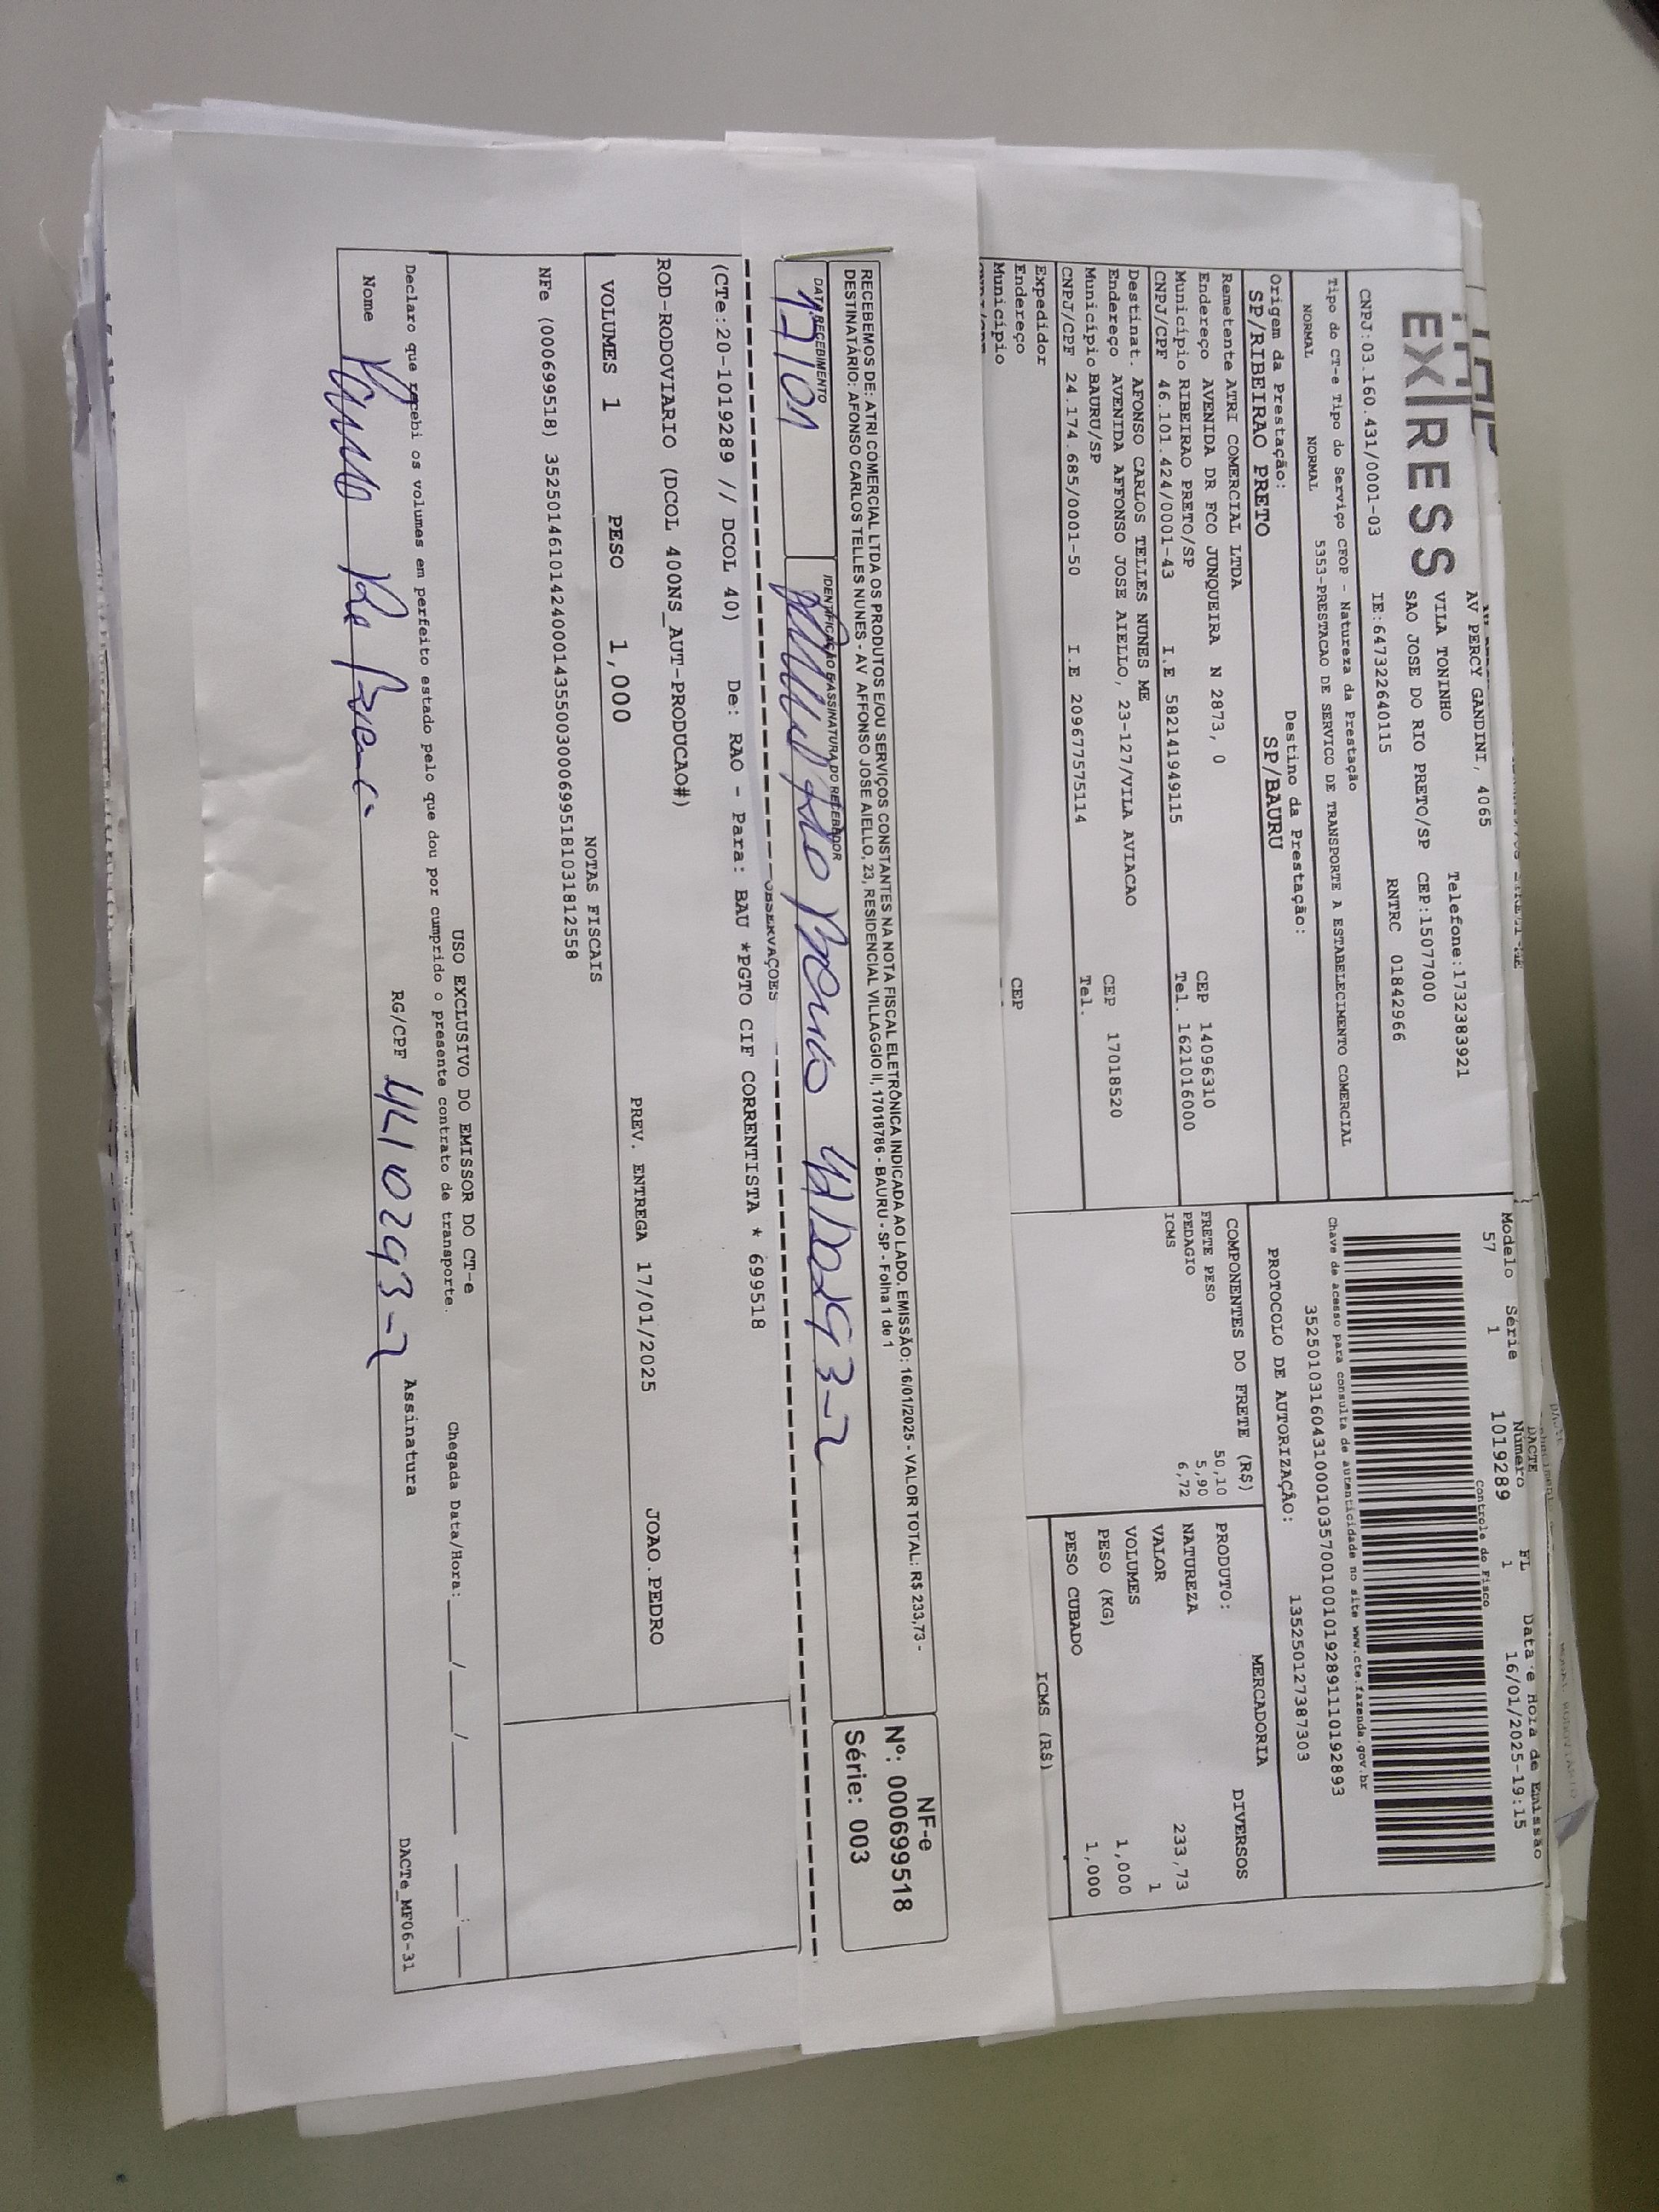 EXPRESS
AV PERCY GANDINI, 4065
VILA TONINHO
SAO JOSE DO RIO PRETO/SP CEP:15077000
Telefone:1732383921
CNPJ:03.160.431/0001-03 IE:647322640115 RNTRC 01842966
Tipo do CT-e Tipo do Serviço CFOP - Natureza da Prestação
NORMAL NORMAL 5353-PRESTACAO DE SERVICO DE TRANSPORTE A ESTABELECIMENTO COMERCIAL
Origem da Prestação: Destino da Prestação:
SP/RIBEIRAO PRETO SP/BAURU
Remetente ATRI COMERCIAL LTDA
Endereço AVENIDA DR FCO JUNQUEIRA N 2873, 0 CEP 14096310
Município RIBEIRAO PRETO/SP Tel. 1621016000
CNPJ/CPF 46.101.424/0001-43 I.E 582141949115
Destinat. AFONSO CARLOS TELLES NUNES ME
Endereço AVENIDA AFFONSO JOSE AIELLO, 23-127/VILA AVIACAO CEP 17018520
Município BAURU/SP Tel.
CNPJ/CPF 24.174.685/0001-50 I.E 209677575114
Expedidor
Endereço CEP
Município
DACTE
Modelo Série Número FL Data e Hora de Emissão
57 1 1019289 1 16/01/2025-19:15
Controle do Fisco
Chave de acesso para consulta de autenticidade no site www.cte.fazenda.gov.br
35250103160431000103570010010192891110192893
PROTOCOLO DE AUTORIZAÇÃO: 135250127387303
COMPONENTES DO FRETE (R$)
FRETE PESO 50,10
PEDAGIO 5,90
ICMS 6,72
MERCADORIA
PRODUTO: DIVERSOS
NATUREZA
VALOR 233,73
VOLUMES 1
PESO (KG) 1,000
PESO CUBADO 1,000
ICMS (R$)
RECEBEMOS DE: ATRI COMERCIAL LTDA OS PRODUTOS E/OU SERVIÇOS CONSTANTES NA NOTA FISCAL ELETRÔNICA INDICADA AO LADO. EMISSÃO: 16/01/2025 - VALOR TOTAL: R$ 233,73 -
DESTINATÁRIO: AFONSO CARLOS TELLES NUNES - AV AFFONSO JOSE AIELLO, 23, RESIDENCIAL VILLAGGIO II, 17018786 - BAURU - SP - Folha 1 de 1
DATA RECEBIMENTO IDENTIFICAÇÃO E ASSINATURA DO RECEBEDOR
17/01 41029 3-7
NF-e
Nº: 000699518
Série: 003
OBSERVAÇOES
(CTe:20-1019289 // DCOL 40) De: RAO - Para: BAU *PGTO CIF CORRENTISTA * 699518
ROD-RODOVIARIO (DCOL 400NS_AUT-PRODUCAO#)
VOLUMES 1 PESO 1,000 PREV. ENTREGA 17/01/2025 JOAO.PEDRO
NOTAS FISCAIS
NFe (000699518) 35250146101424000143550030006995181031812558
USO EXCLUSIVO DO EMISSOR DO CT-e
Declaro que recebi os volumes em perfeito estado pelo que dou por cumprido o presente contrato de transporte. Chegada Data/Hora: ___/___/____ ___:___
Nome RG/CPF 441 0293-7 Assinatura DACTe_MF06-31